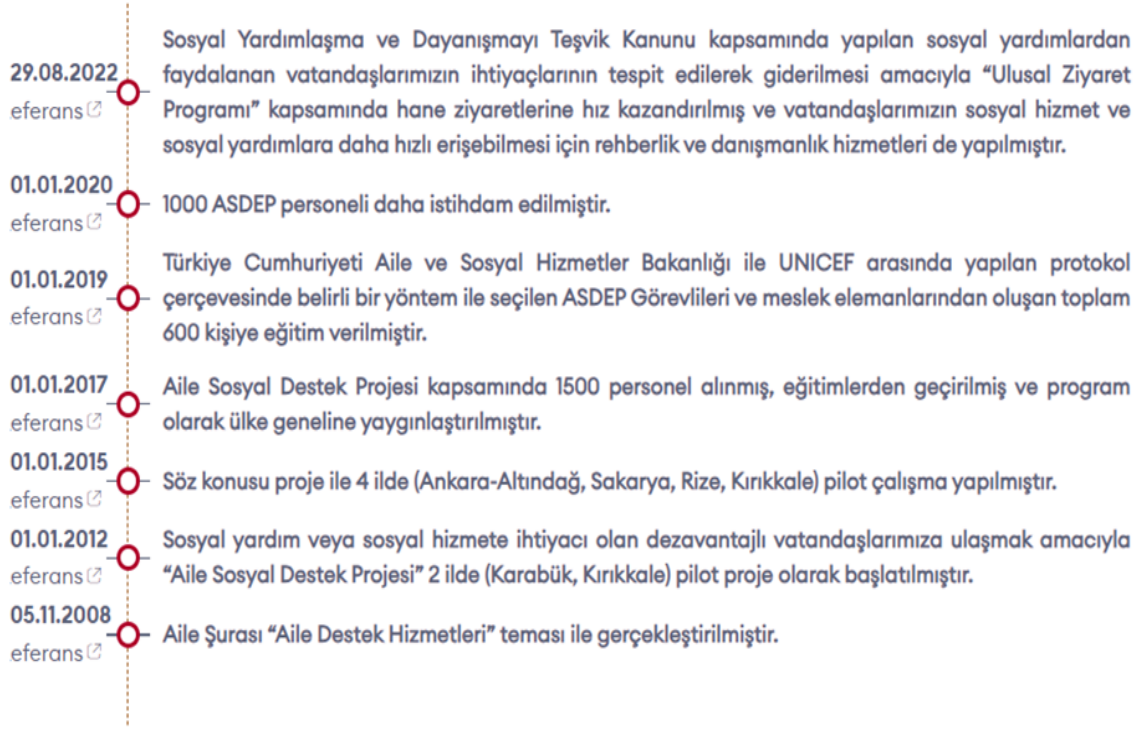 Sosyal Yardımlaşma ve Dayanışmayı Teşvik Kanunu kapsamında yapılan sosyal yardımlardan
29.08.2022 faydalanan vatandaşlarımızın ihtiyaçlarının tespit edilerek giderilmesi amacıyla “Ulusal Ziyaret
eferans Programı” kapsamında hane ziyaretlerine hız kazandırılmış ve vatandaşlarımızın sosyal hizmet ve
sosyal yardımlara daha hızlı erişebilmesi için rehberlik ve danışmanlık hizmetleri de yapılmıştır.
01.01.2020
eferans
1000 ASDEP personeli daha istihdam edilmiştir.
Türkiye Cumhuriyeti Aile ve Sosyal Hizmetler Bakanlığı ile UNICEF arasında yapılan protokol
01.01.2019 çerçevesinde belirli bir yöntem ile seçilen ASDEP Görevlileri ve meslek elemanlarından oluşan toplam
eferans 600 kişiye eğitim verilmiştir.
01.01.2017 Aile Sosyal Destek Projesi kapsamında 1500 personel alınmış, eğitimlerden geçirilmiş ve program
eferans olarak ülke geneline yaygınlaştırılmıştır.
01.01.2015
eferans
Söz konusu proje ile 4 ilde (Ankara-Altındağ, Sakarya, Rize, Kırıkkale) pilot çalışma yapılmıştır.
01.01.2012 Sosyal yardım veya sosyal hizmete ihtiyacı olan dezavantajlı vatandaşlarımıza ulaşmak amacıyla
eferans “Aile Sosyal Destek Projesi” 2 ilde (Karabük, Kırıkkale) pilot proje olarak başlatılmıştır.
05.11.2008
eferans
Aile Şurası “Aile Destek Hizmetleri” teması ile gerçekleştirilmiştir.